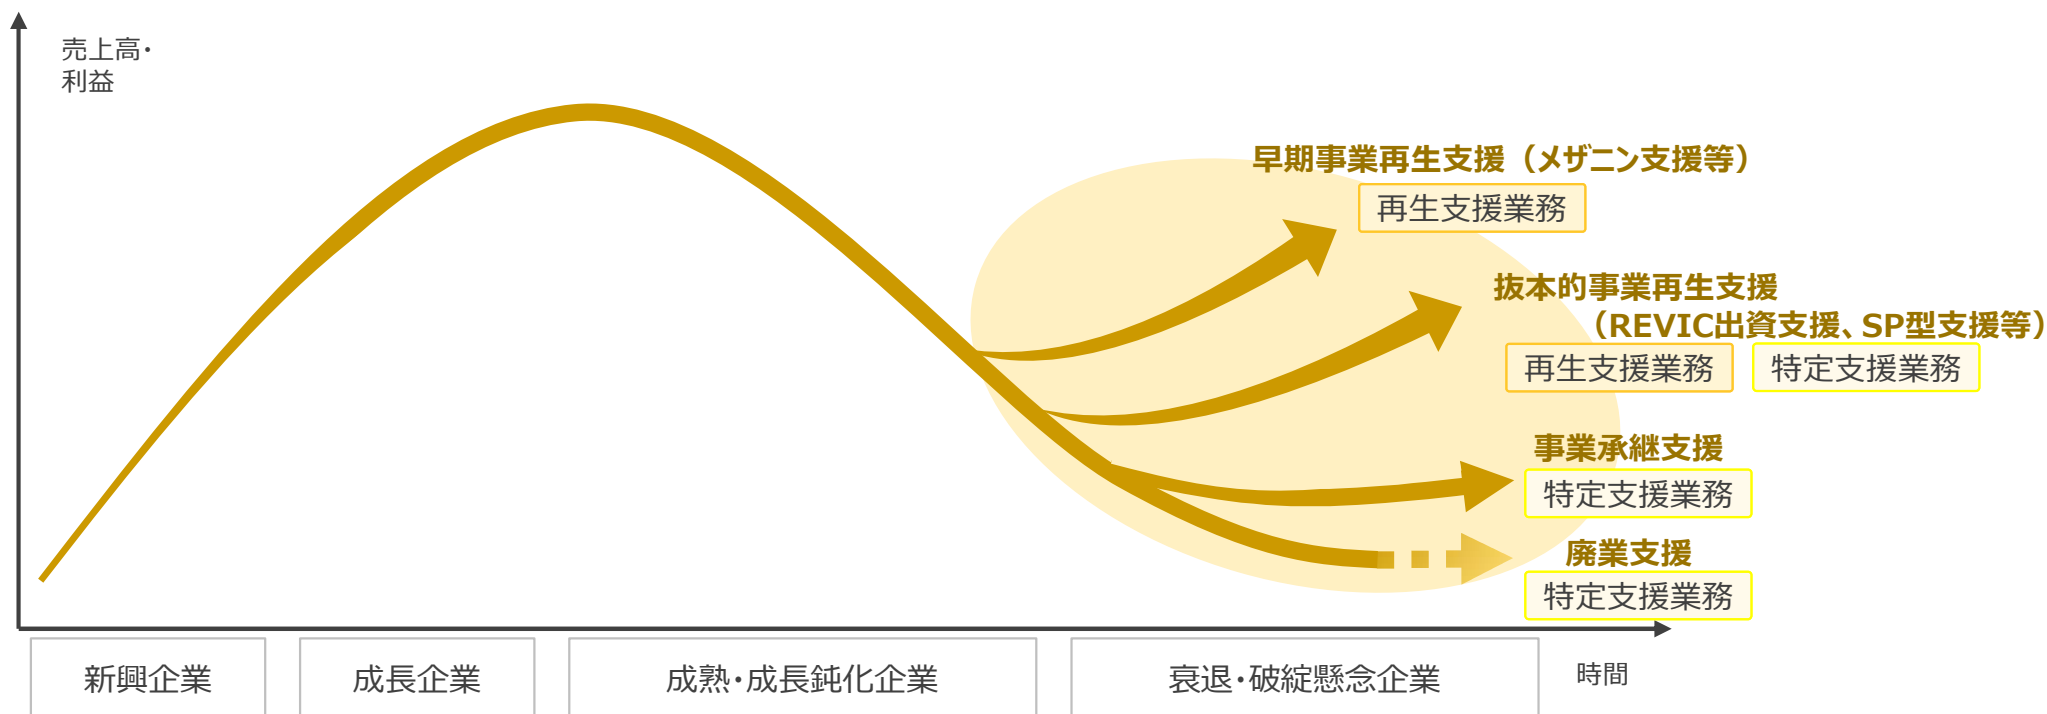 売上高・
利益
早期事業再生支援（メザニン支援等）
再生支援業務
抜本的事業再生支援
（REVIC出資支援、SP型支援等）
再生支援業務
特定支援業務
事業承継支援
特定支援業務
廃業支援
特定支援業務
新興企業
成長企業
成熟・成長鈍化企業
衰退・破綻懸念企業
時間